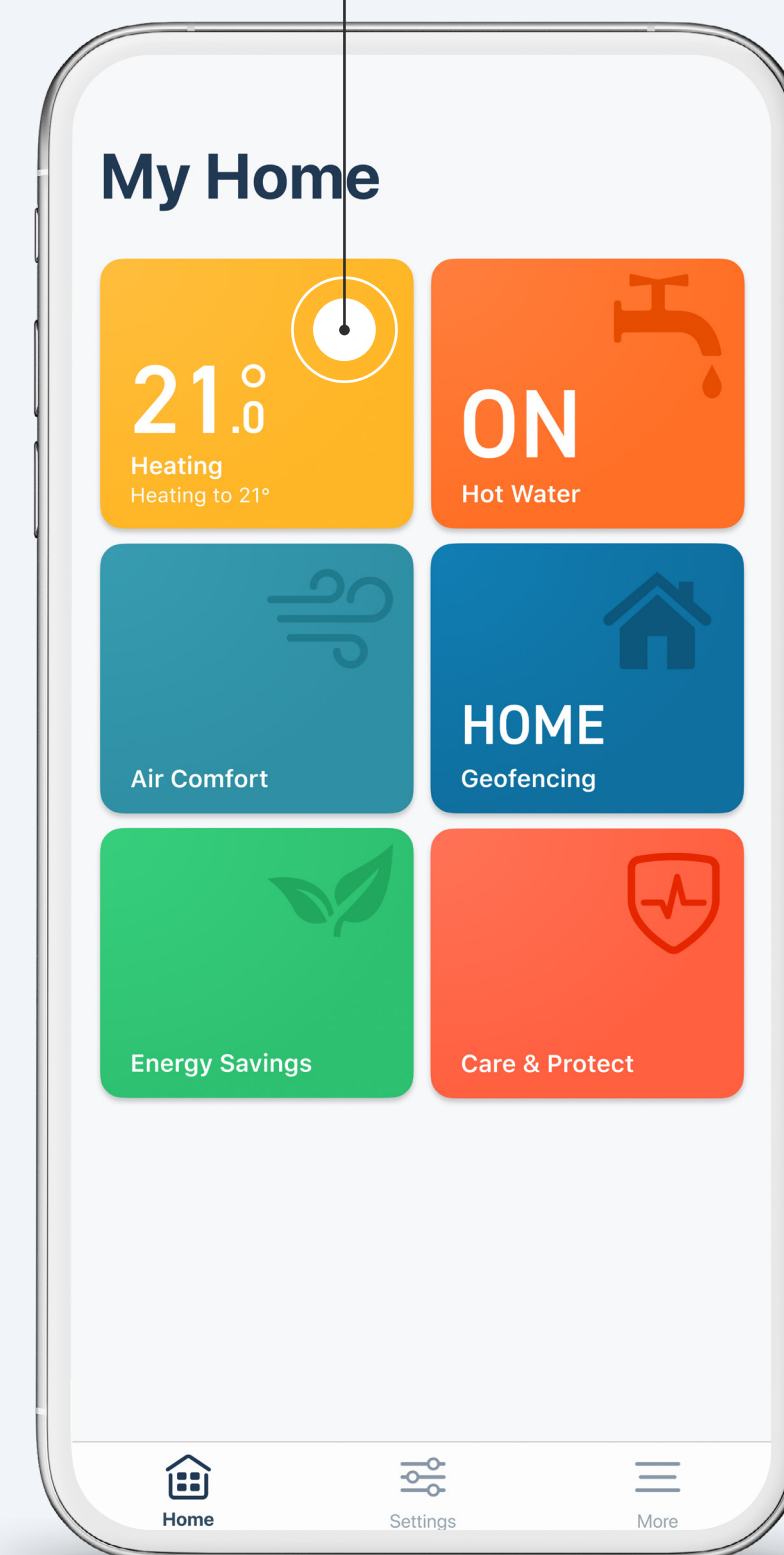 My Home
21.0°
Heating
Heating to 21°
ON
Hot Water
Air Comfort
HOME
Geofencing
Energy Savings
Care & Protect
Home
Settings
More